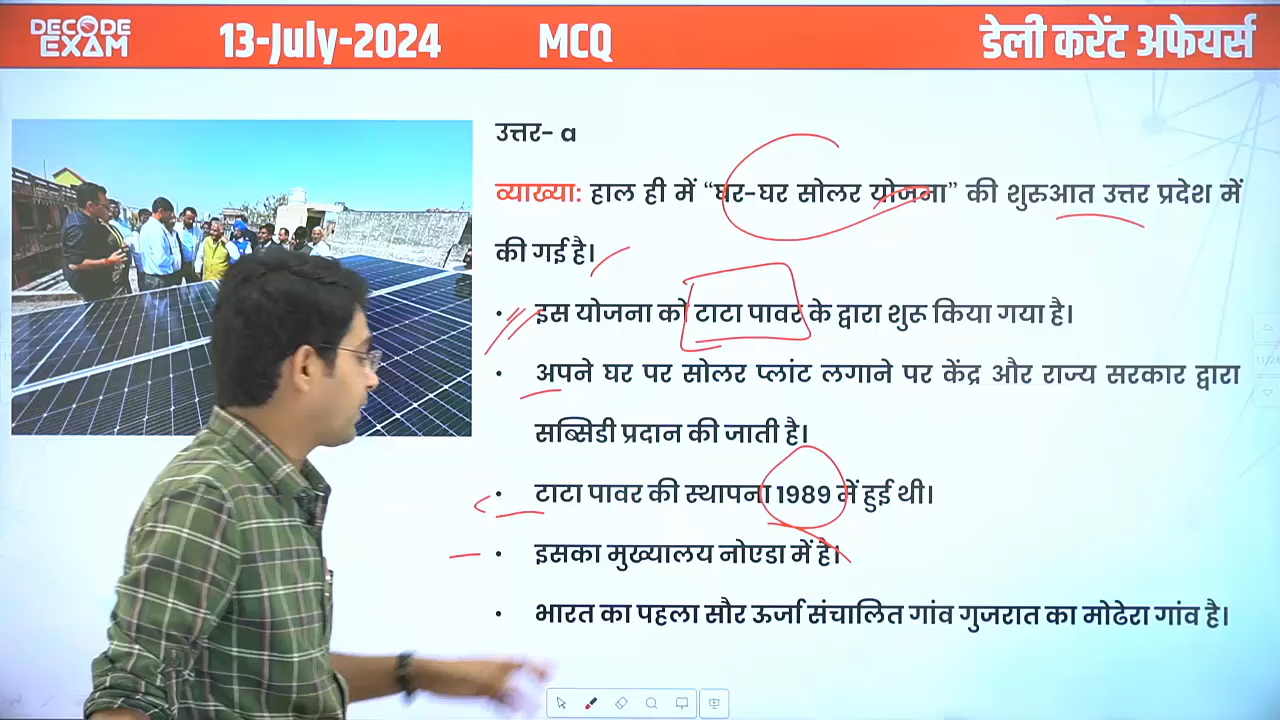 DECODE
EXAM
13-July-2024
MCQ
डेली करेंट अफेयर्स
उत्तर- a
व्याख्या: हाल ही में “घर-घर सोलर योजना” की शुरुआत उत्तर प्रदेश में
की गई है।
• इस योजना को टाटा पावर के द्वारा शुरू किया गया है।
• अपने घर पर सोलर प्लांट लगाने पर केंद्र और राज्य सरकार द्वारा
सब्सिडी प्रदान की जाती है।
• टाटा पावर की स्थापना 1989 में हुई थी।
• इसका मुख्यालय नोएडा में है।
• भारत का पहला सौर ऊर्जा संचालित गांव गुजरात का मोढेरा गांव है।